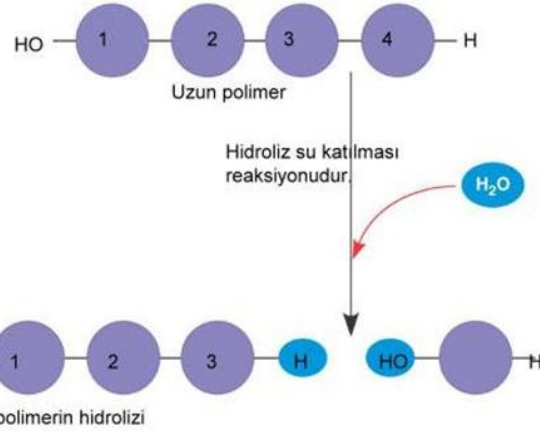 HO 1 2 3 4 H
Uzun polimer
Hidroliz su katılması
reaksiyonudur.
H₂O
1 2 3 H HO H
polimerin hidrolizi